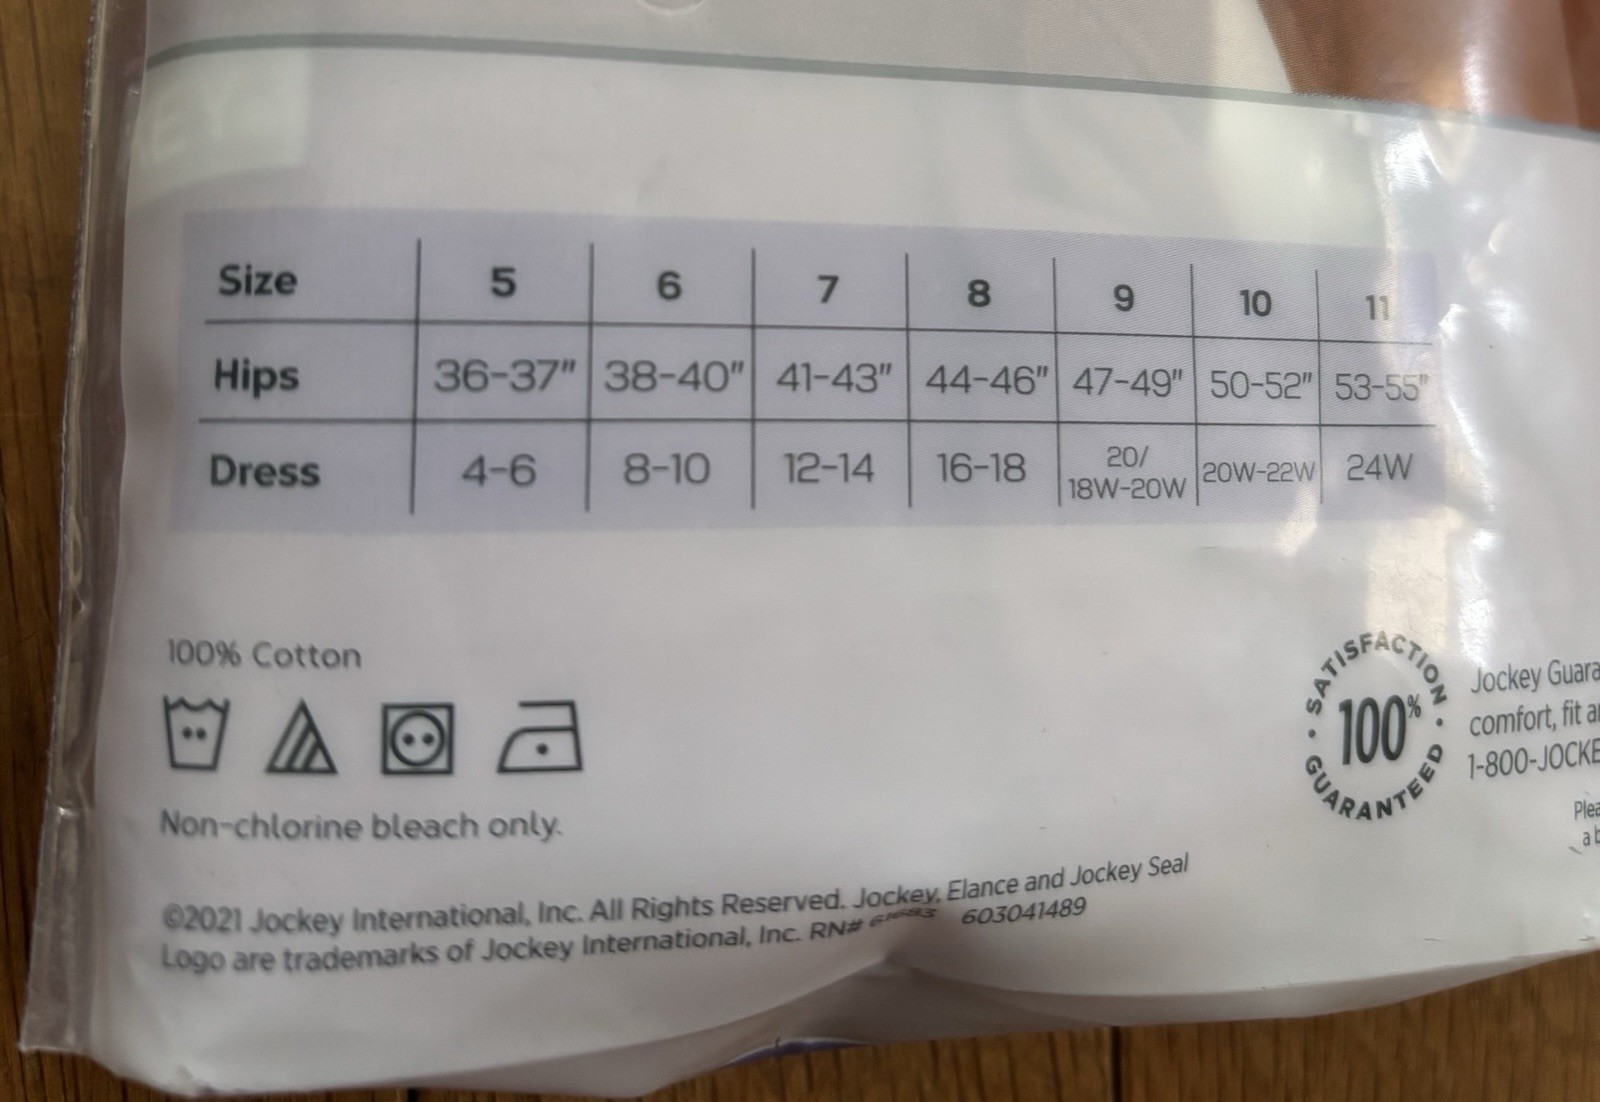 EY
Size 5 6 7 8 9 10 11
Hips 36-37" 38-40" 41-43" 44-46" 47-49" 50-52" 53-55"
Dress 4-6 8-10 12-14 16-18 20/ 18W-20W 20W-22W 24W
100% Cotton
Non-chlorine bleach only.
©2021 Jockey International, Inc. All Rights Reserved. Jockey, Elance and Jockey Seal
Logo are trademarks of Jockey International, Inc. RN# 603041489
SATISFACTION
100%
GUARANTEED
Jockey Guara
comfort, fit a
1-800-JOCKE
Plea
a b